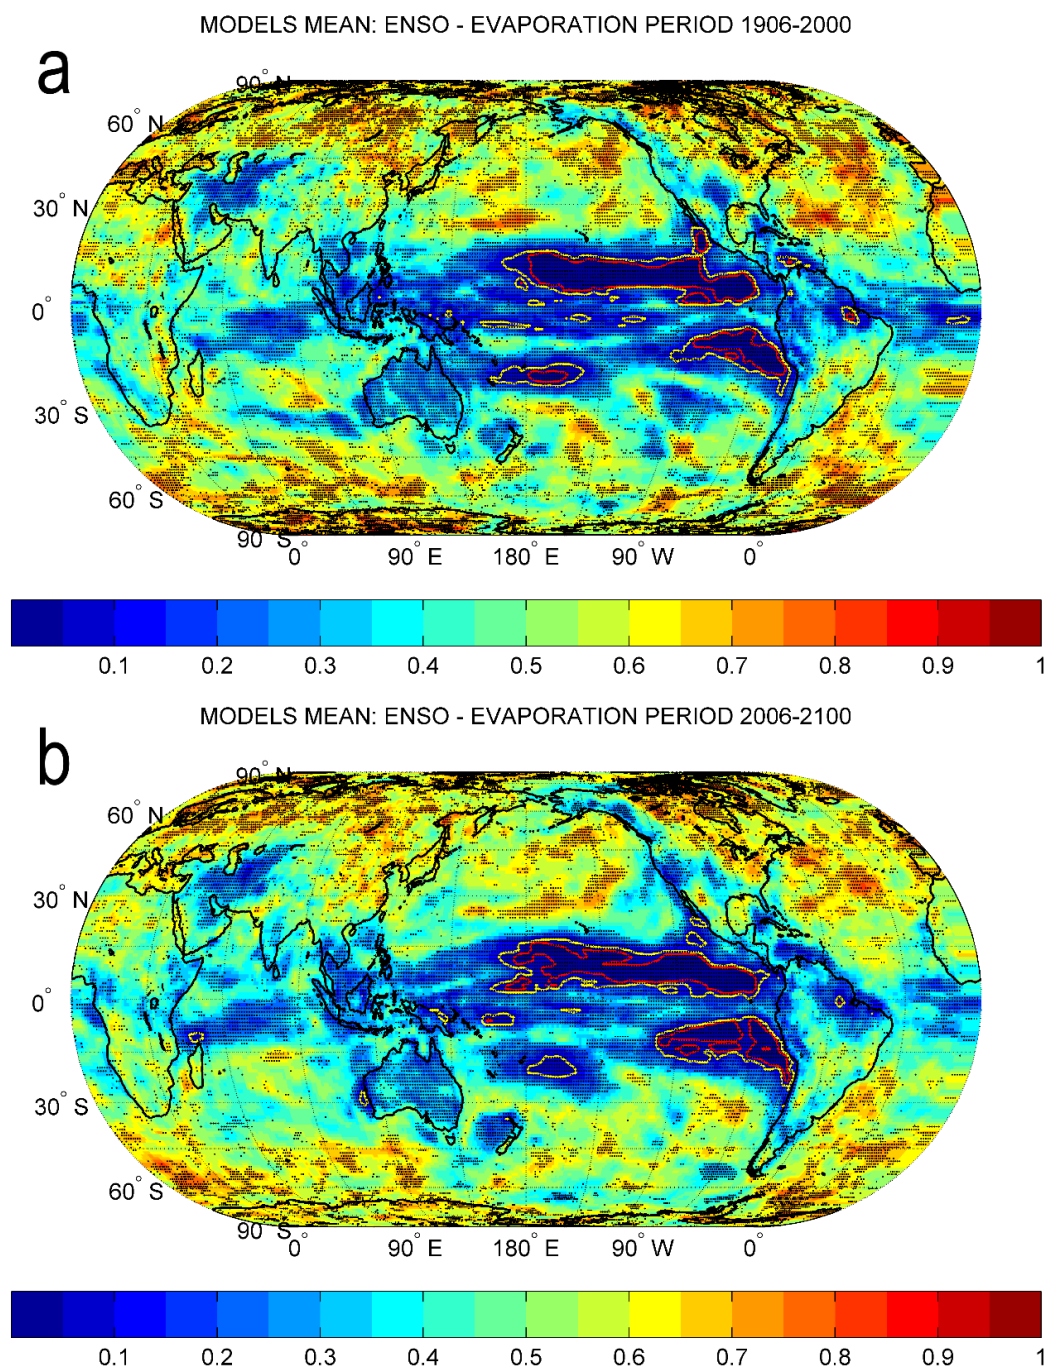 MODELS MEAN: ENSO - EVAPORATION PERIOD 1906-2000
a
90° N
60° N
30° N
0°
30° S
60° S
90° S
0° 90° E 180° E 90° W 0°
0.1 0.2 0.3 0.4 0.5 0.6 0.7 0.8 0.9 1
MODELS MEAN: ENSO - EVAPORATION PERIOD 2006-2100
b
90° N
60° N
30° N
0°
30° S
60° S
90° S
0° 90° E 180° E 90° W 0°
0.1 0.2 0.3 0.4 0.5 0.6 0.7 0.8 0.9 1